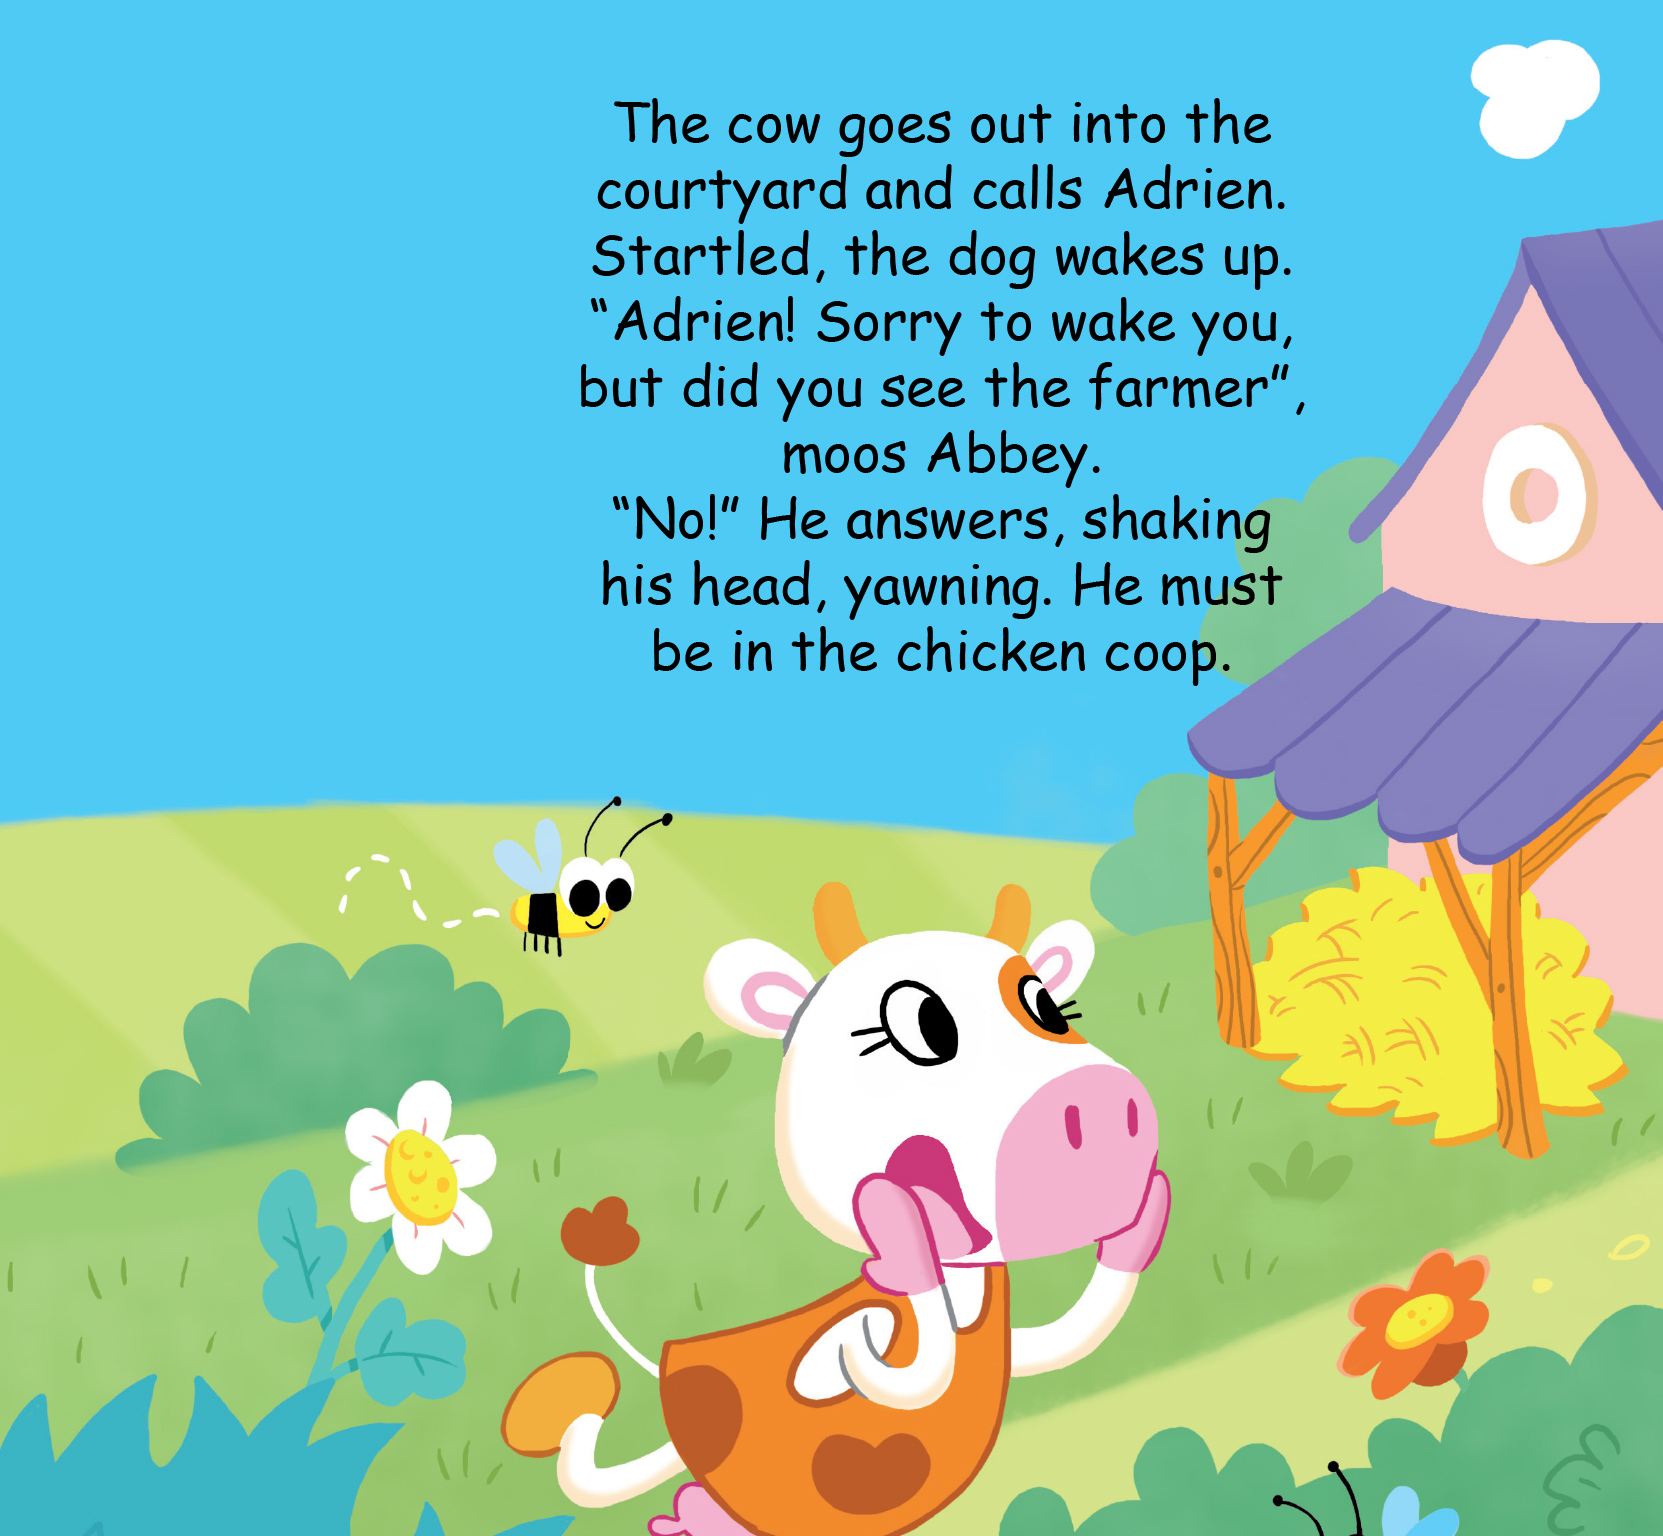 The cow goes out into the
courtyard and calls Adrien.
Startled, the dog wakes up.
“Adrien! Sorry to wake you,
but did you see the farmer”,
moos Abbey.
“No!” He answers, shaking
his head, yawning. He must
be in the chicken coop.